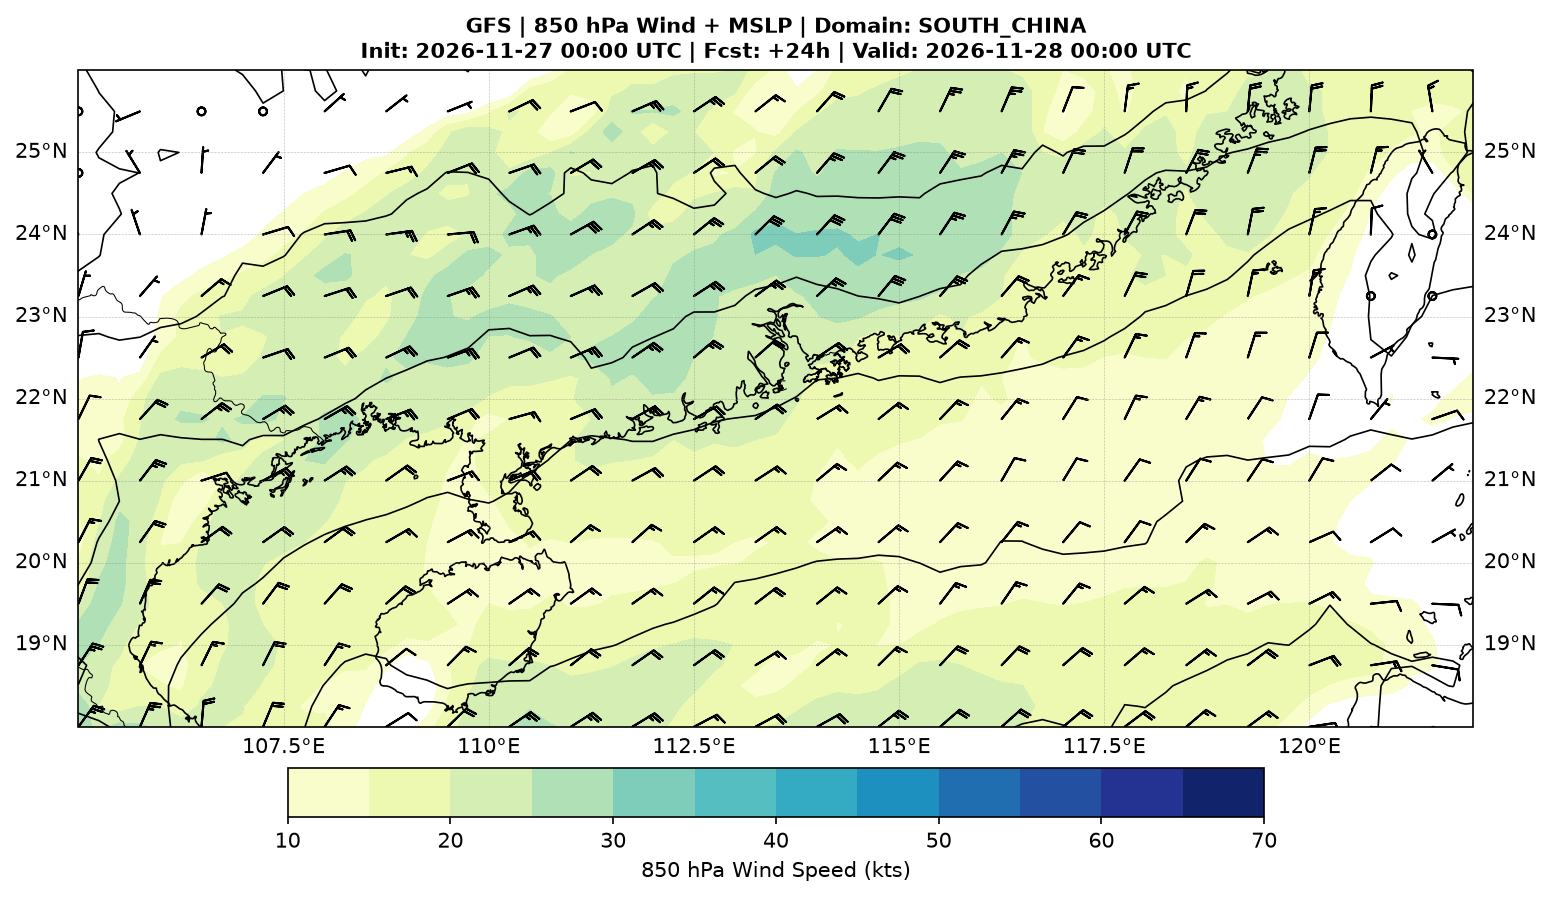 GFS | 850 hPa Wind + MSLP | Domain: SOUTH_CHINA
Init: 2026-11-27 00:00 UTC | Fcst: +24h | Valid: 2026-11-28 00:00 UTC
25°N 25°N
24°N 24°N
23°N 23°N
22°N 22°N
21°N 21°N
20°N 20°N
19°N 19°N
107.5°E 110°E 112.5°E 115°E 117.5°E 120°E
10 20 30 40 50 60 70
850 hPa Wind Speed (kts)